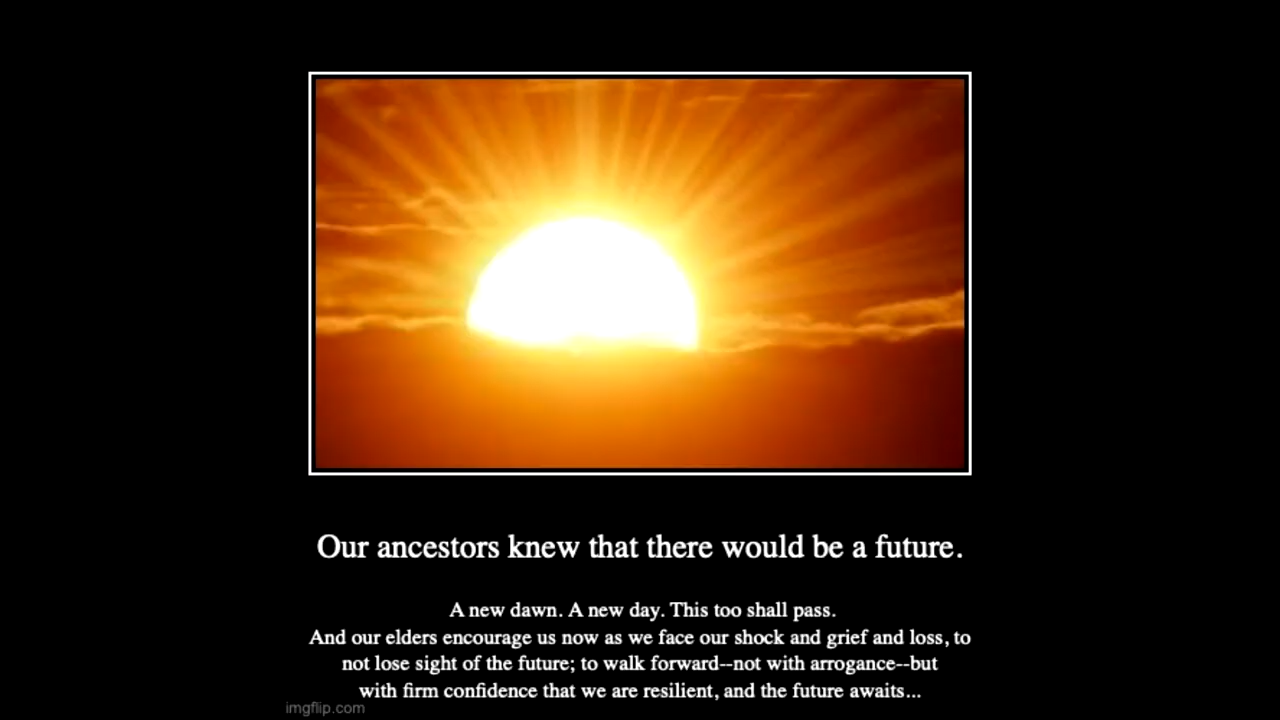 Our ancestors knew that there would be a future.
A new dawn. A new day. This too shall pass.
And our elders encourage us now as we face our shock and grief and loss, to
not lose sight of the future; to walk forward--not with arrogance--but
with firm confidence that we are resilient, and the future awaits...
imgflip.com